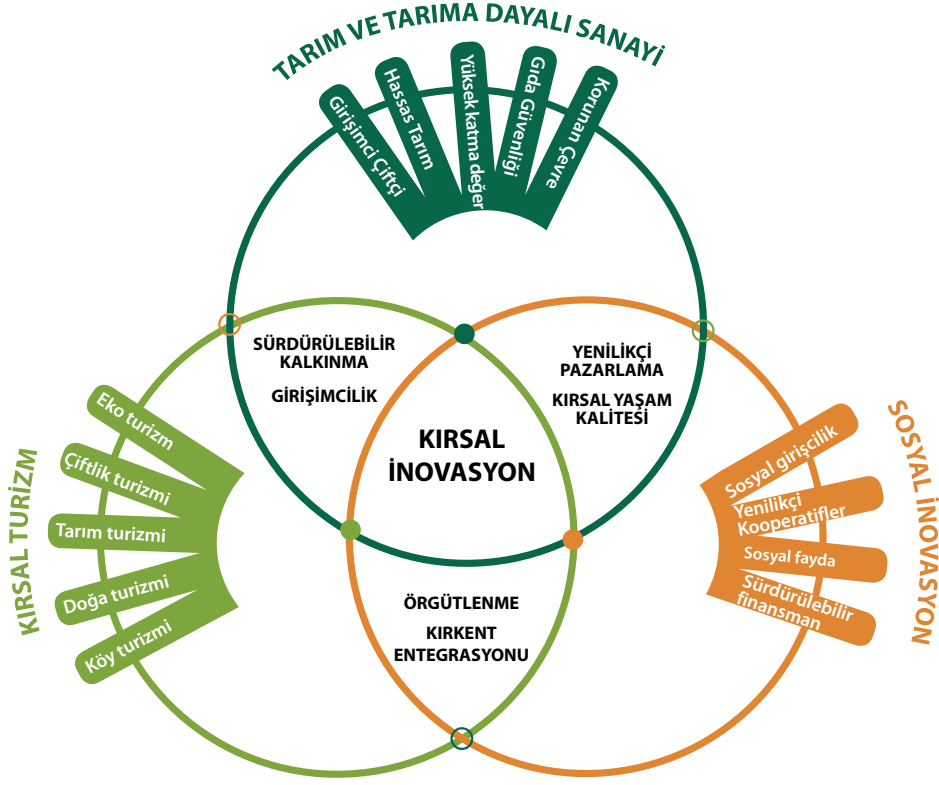 TARIM VE TARIMA DAYALI SANAYİ
Girişimci Çiftçi
Hassas Tarım
Yüksek katma değer
Gıda Güvenliği
Korunan Çevre
SÜRDÜRÜLEBİLİR
KALKINMA
GİRİŞİMCİLİK
YENİLİKÇİ
PAZARLAMA
KIRSAL YAŞAM
KALİTESİ
KIRSAL
İNOVASYON
KIRSAL TURİZM
Eko turizm
Çiftlik turizmi
Tarım turizmi
Doğa turizmi
Köy turizmi
SOSYAL İNOVASYON
Sosyal girişcilik
Yenilikçi
Kooperatifler
Sosyal fayda
Sürdürülebilir
finansman
ÖRGÜTLENME
KIRKENT
ENTEGRASYONU